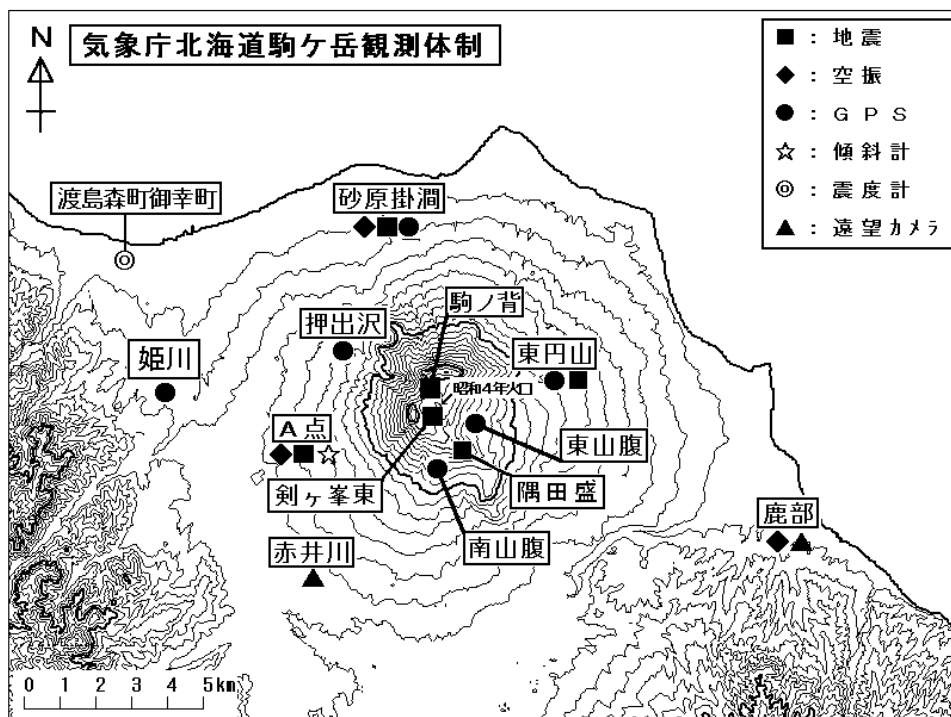 N
気象庁北海道駒ケ岳観測体制
■ : 地震
◆ : 空振
● : GPS
☆ : 傾斜計
◎ : 震度計
▲ : 遠望カメラ
渡島森町御幸町
砂原掛澗
駒ノ背
押出沢
東円山
姫川
昭和4年火口
A点
東山腹
剣ヶ峯東
隅田盛
鹿部
赤井川
南山腹
0 1 2 3 4 5km